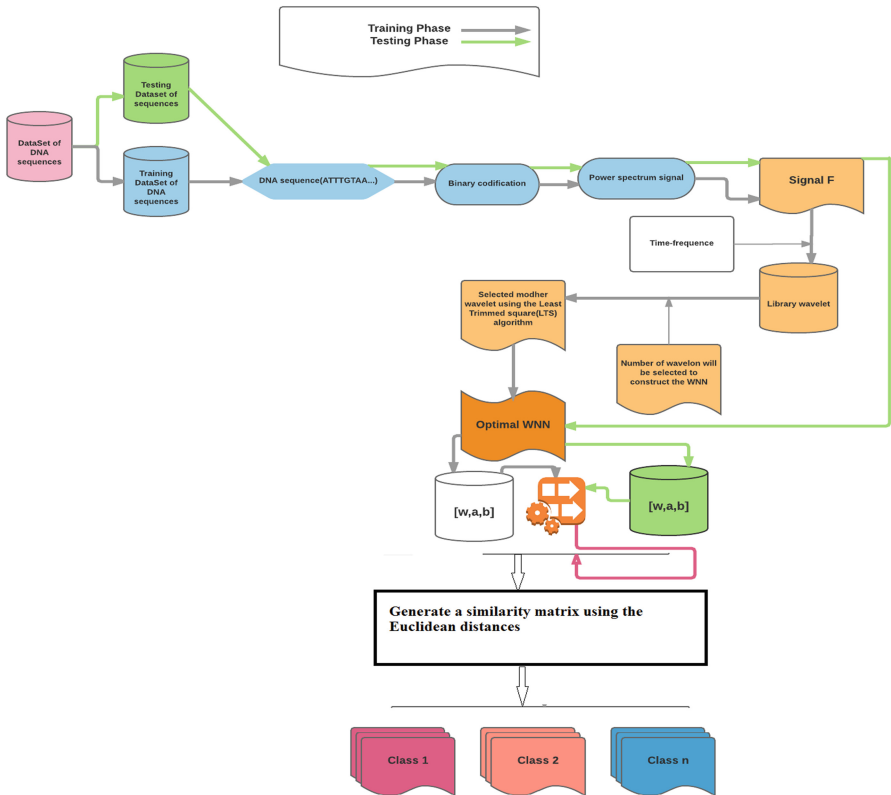 Training Phase
Testing Phase
Testing
Dataset of
sequences
DataSet of
DNA
sequences
Training
DataSet of
DNA
sequences
DNA sequence(ATTTGTAA...)
Binary codification
Power spectrum signal
Signal F
Time-frequence
Library wavelet
Selected modher
wavelet using the Least
Trimmed square(LTS)
algorithm
Number of wavelon will
be selected to
construct the WNN
Optimal WNN
[w,a,b]
[w,a,b]
Generate a similarity matrix using the
Euclidean distances
Class 1
Class 2
Class n